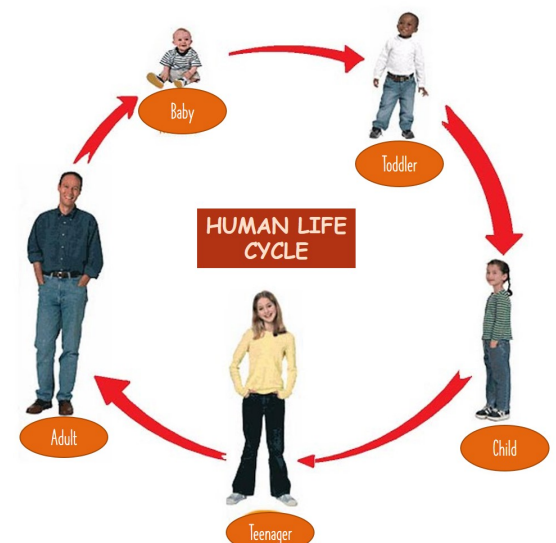 Baby
Toddler
HUMAN LIFE
CYCLE
Child
Adult
Teenager